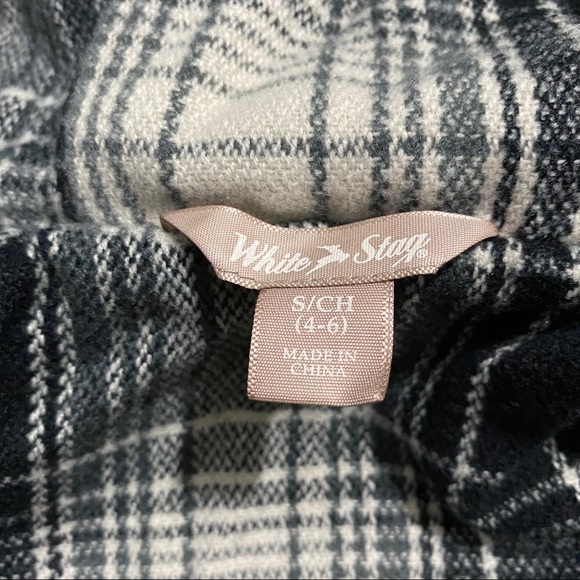 White Stag®
S/CH
(4-6)
MADE IN
CHINA